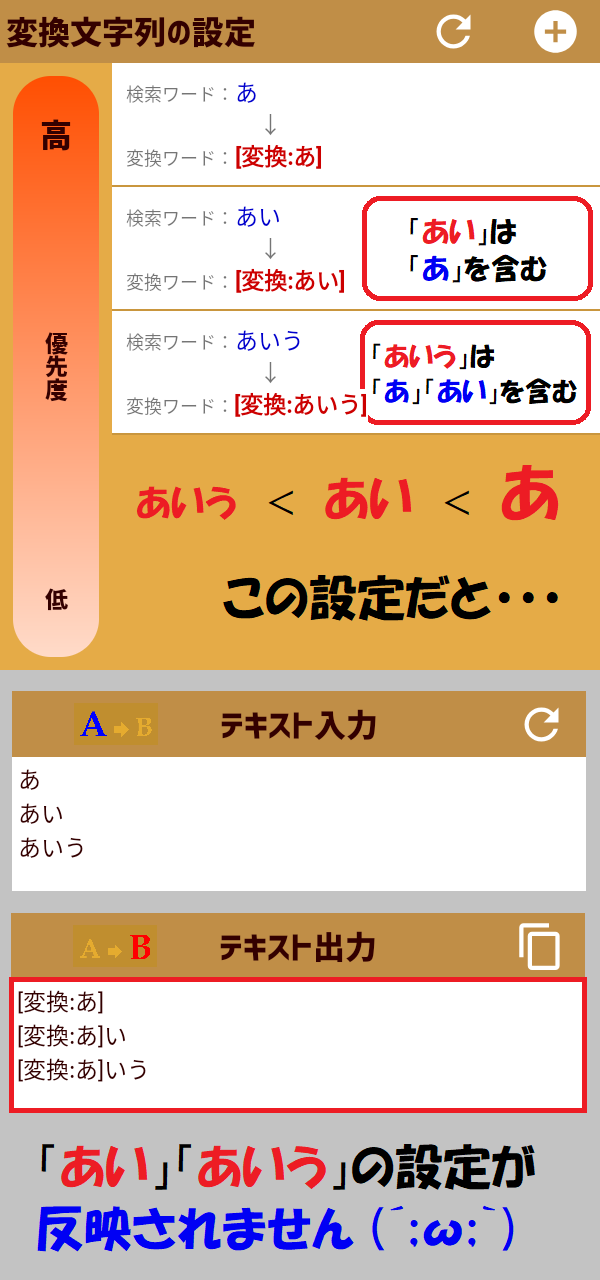 変換文字列の設定
高
優先度
低
検索ワード：あ
↓
変換ワード：[変換:あ]
検索ワード：あい
↓
変換ワード：[変換:あい]
「あい」は
「あ」を含む
検索ワード：あいう
↓
変換ワード：[変換:あいう]
「あいう」は
「あ」「あい」を含む
あいう < あい < あ
この設定だと・・・
A B テキスト入力
あ
あい
あいう
A B テキスト出力
[変換:あ]
[変換:あ]い
[変換:あ]いう
「あい」「あいう」の設定が
反映されません (´;ω;`)